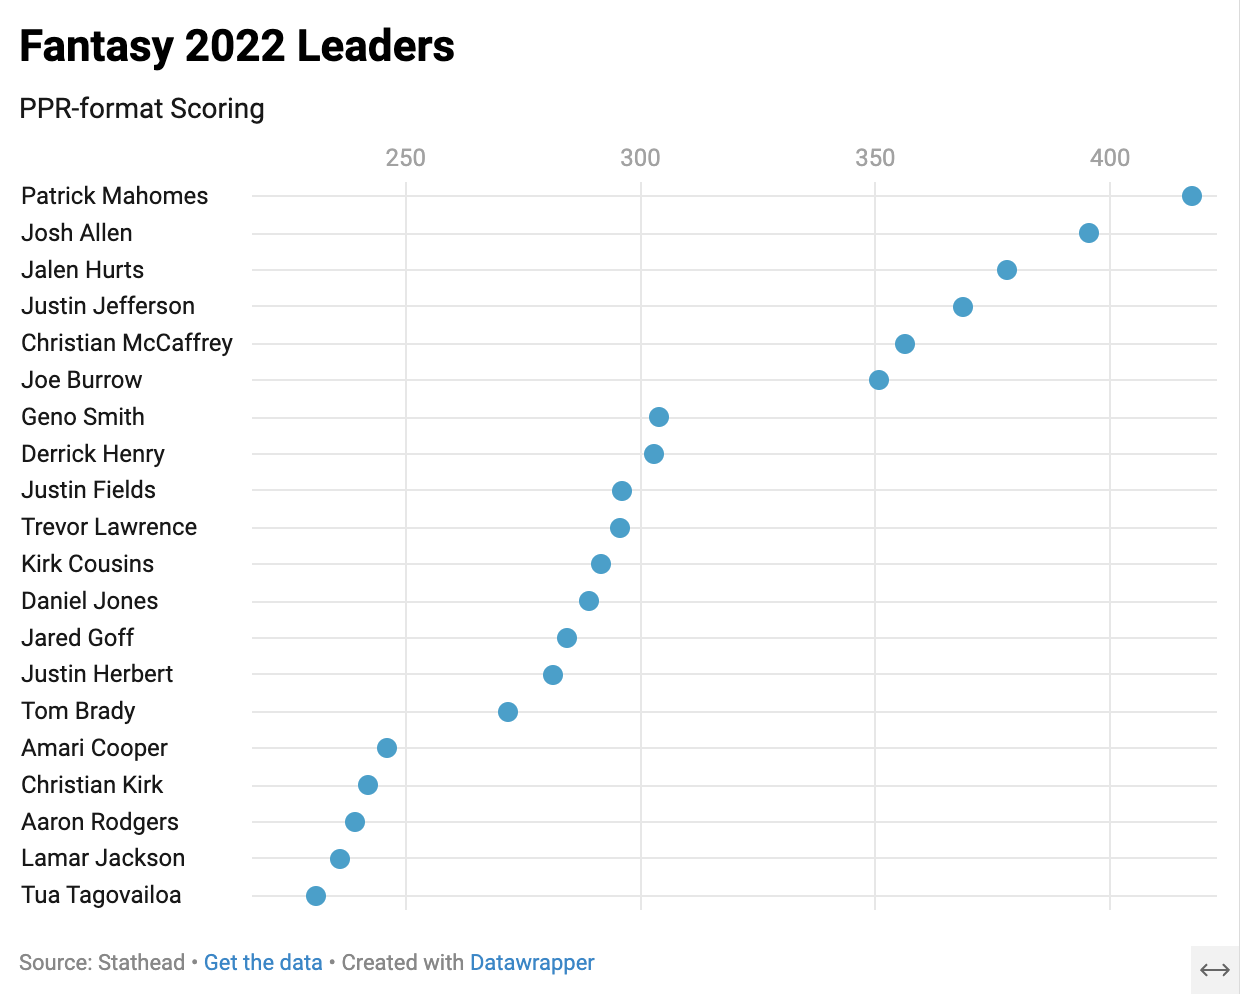 Fantasy 2022 Leaders
PPR-format Scoring
250 300 350 400
Patrick Mahomes
Josh Allen
Jalen Hurts
Justin Jefferson
Christian McCaffrey
Joe Burrow
Geno Smith
Derrick Henry
Justin Fields
Trevor Lawrence
Kirk Cousins
Daniel Jones
Jared Goff
Justin Herbert
Tom Brady
Amari Cooper
Christian Kirk
Aaron Rodgers
Lamar Jackson
Tua Tagovailoa
Source: Stathead • Get the data • Created with Datawrapper